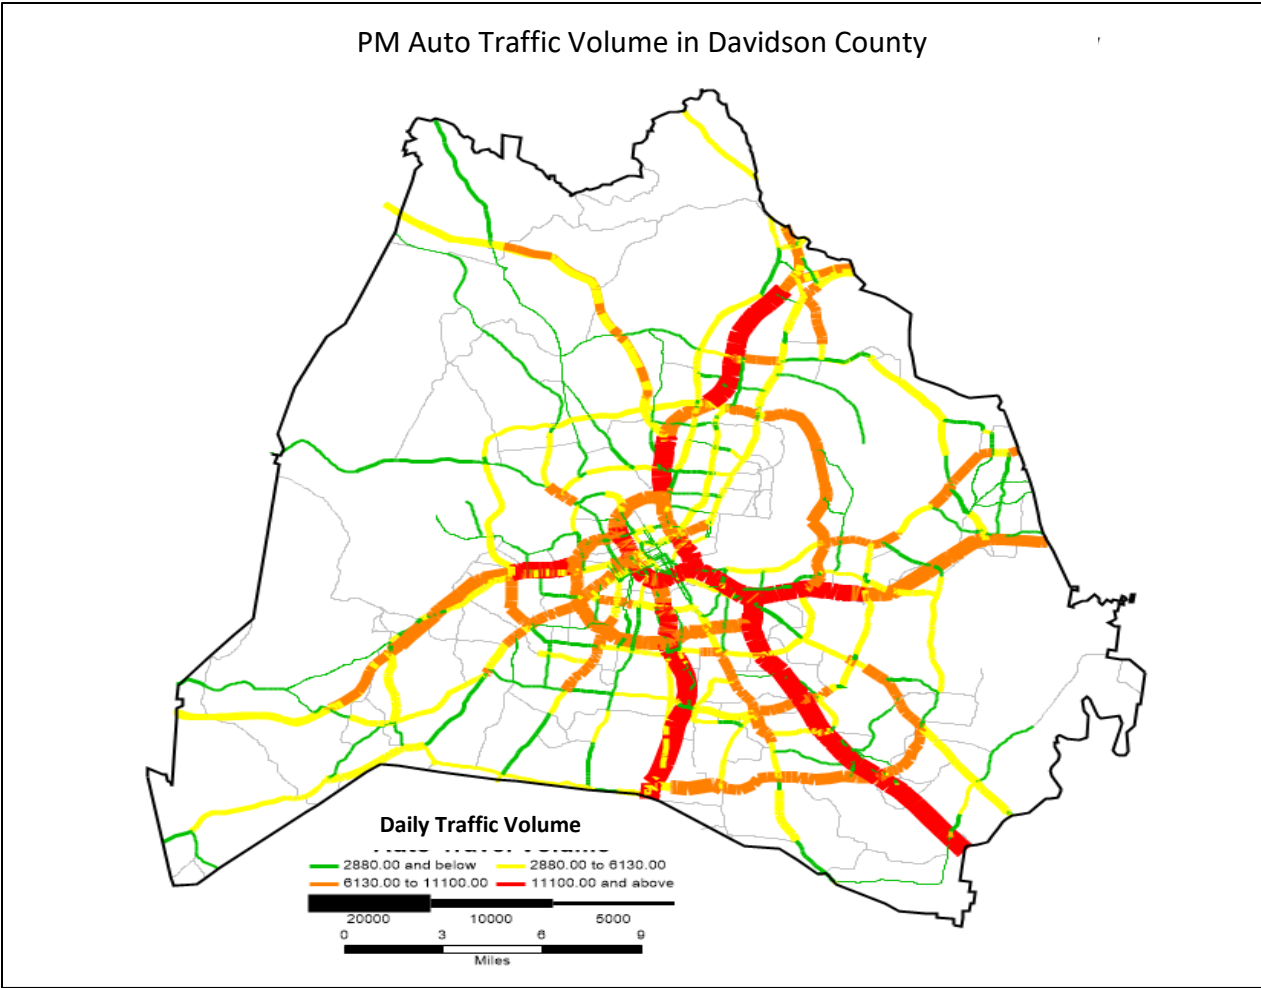 PM Auto Traffic Volume in Davidson County
Daily Traffic Volume
2880.00 and below 2880.00 to 6130.00
6130.00 to 11100.00 11100.00 and above
20000 10000 5000
0 3 6 9
Miles